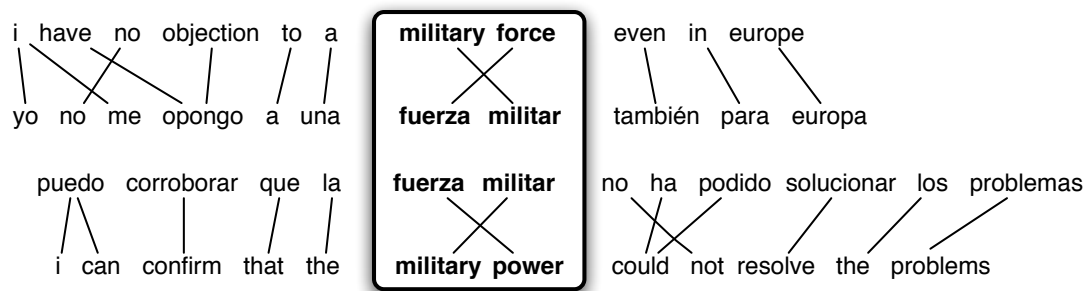 i have no objection to a military force even in europe
yo no me opongo a una fuerza militar también para europa
puedo corroborar que la fuerza militar no ha podido solucionar los problemas
i can confirm that the military power could not resolve the problems